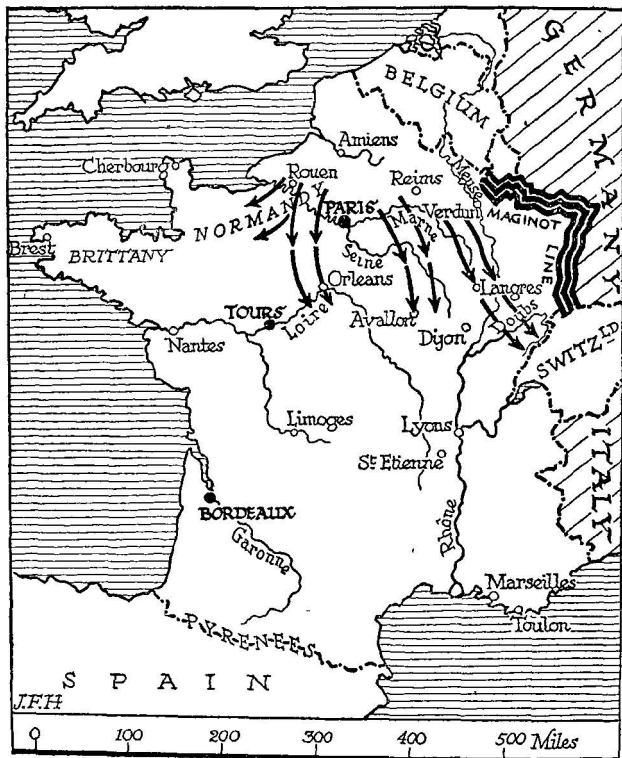 GERMANY
BELGIUM
Amiens
Cherbourg
Meuse
Rouen
Reims
NORMANDY
PARIS
Marne
Verdun
MAGINOT
LINE
Brest
BRITTANY
Seine
Orleans
Langres
TOURS
Loire
Avallon
Doubs
Dijon
Nantes
SWITZLD
Limoges
Lyons
ITALY
St Etienne
BORDEAUX
Rhône
Garonne
Marseilles
PYRENEES
Toulon
SPAIN
J.F.H.
0 100 200 300 400 500 Miles